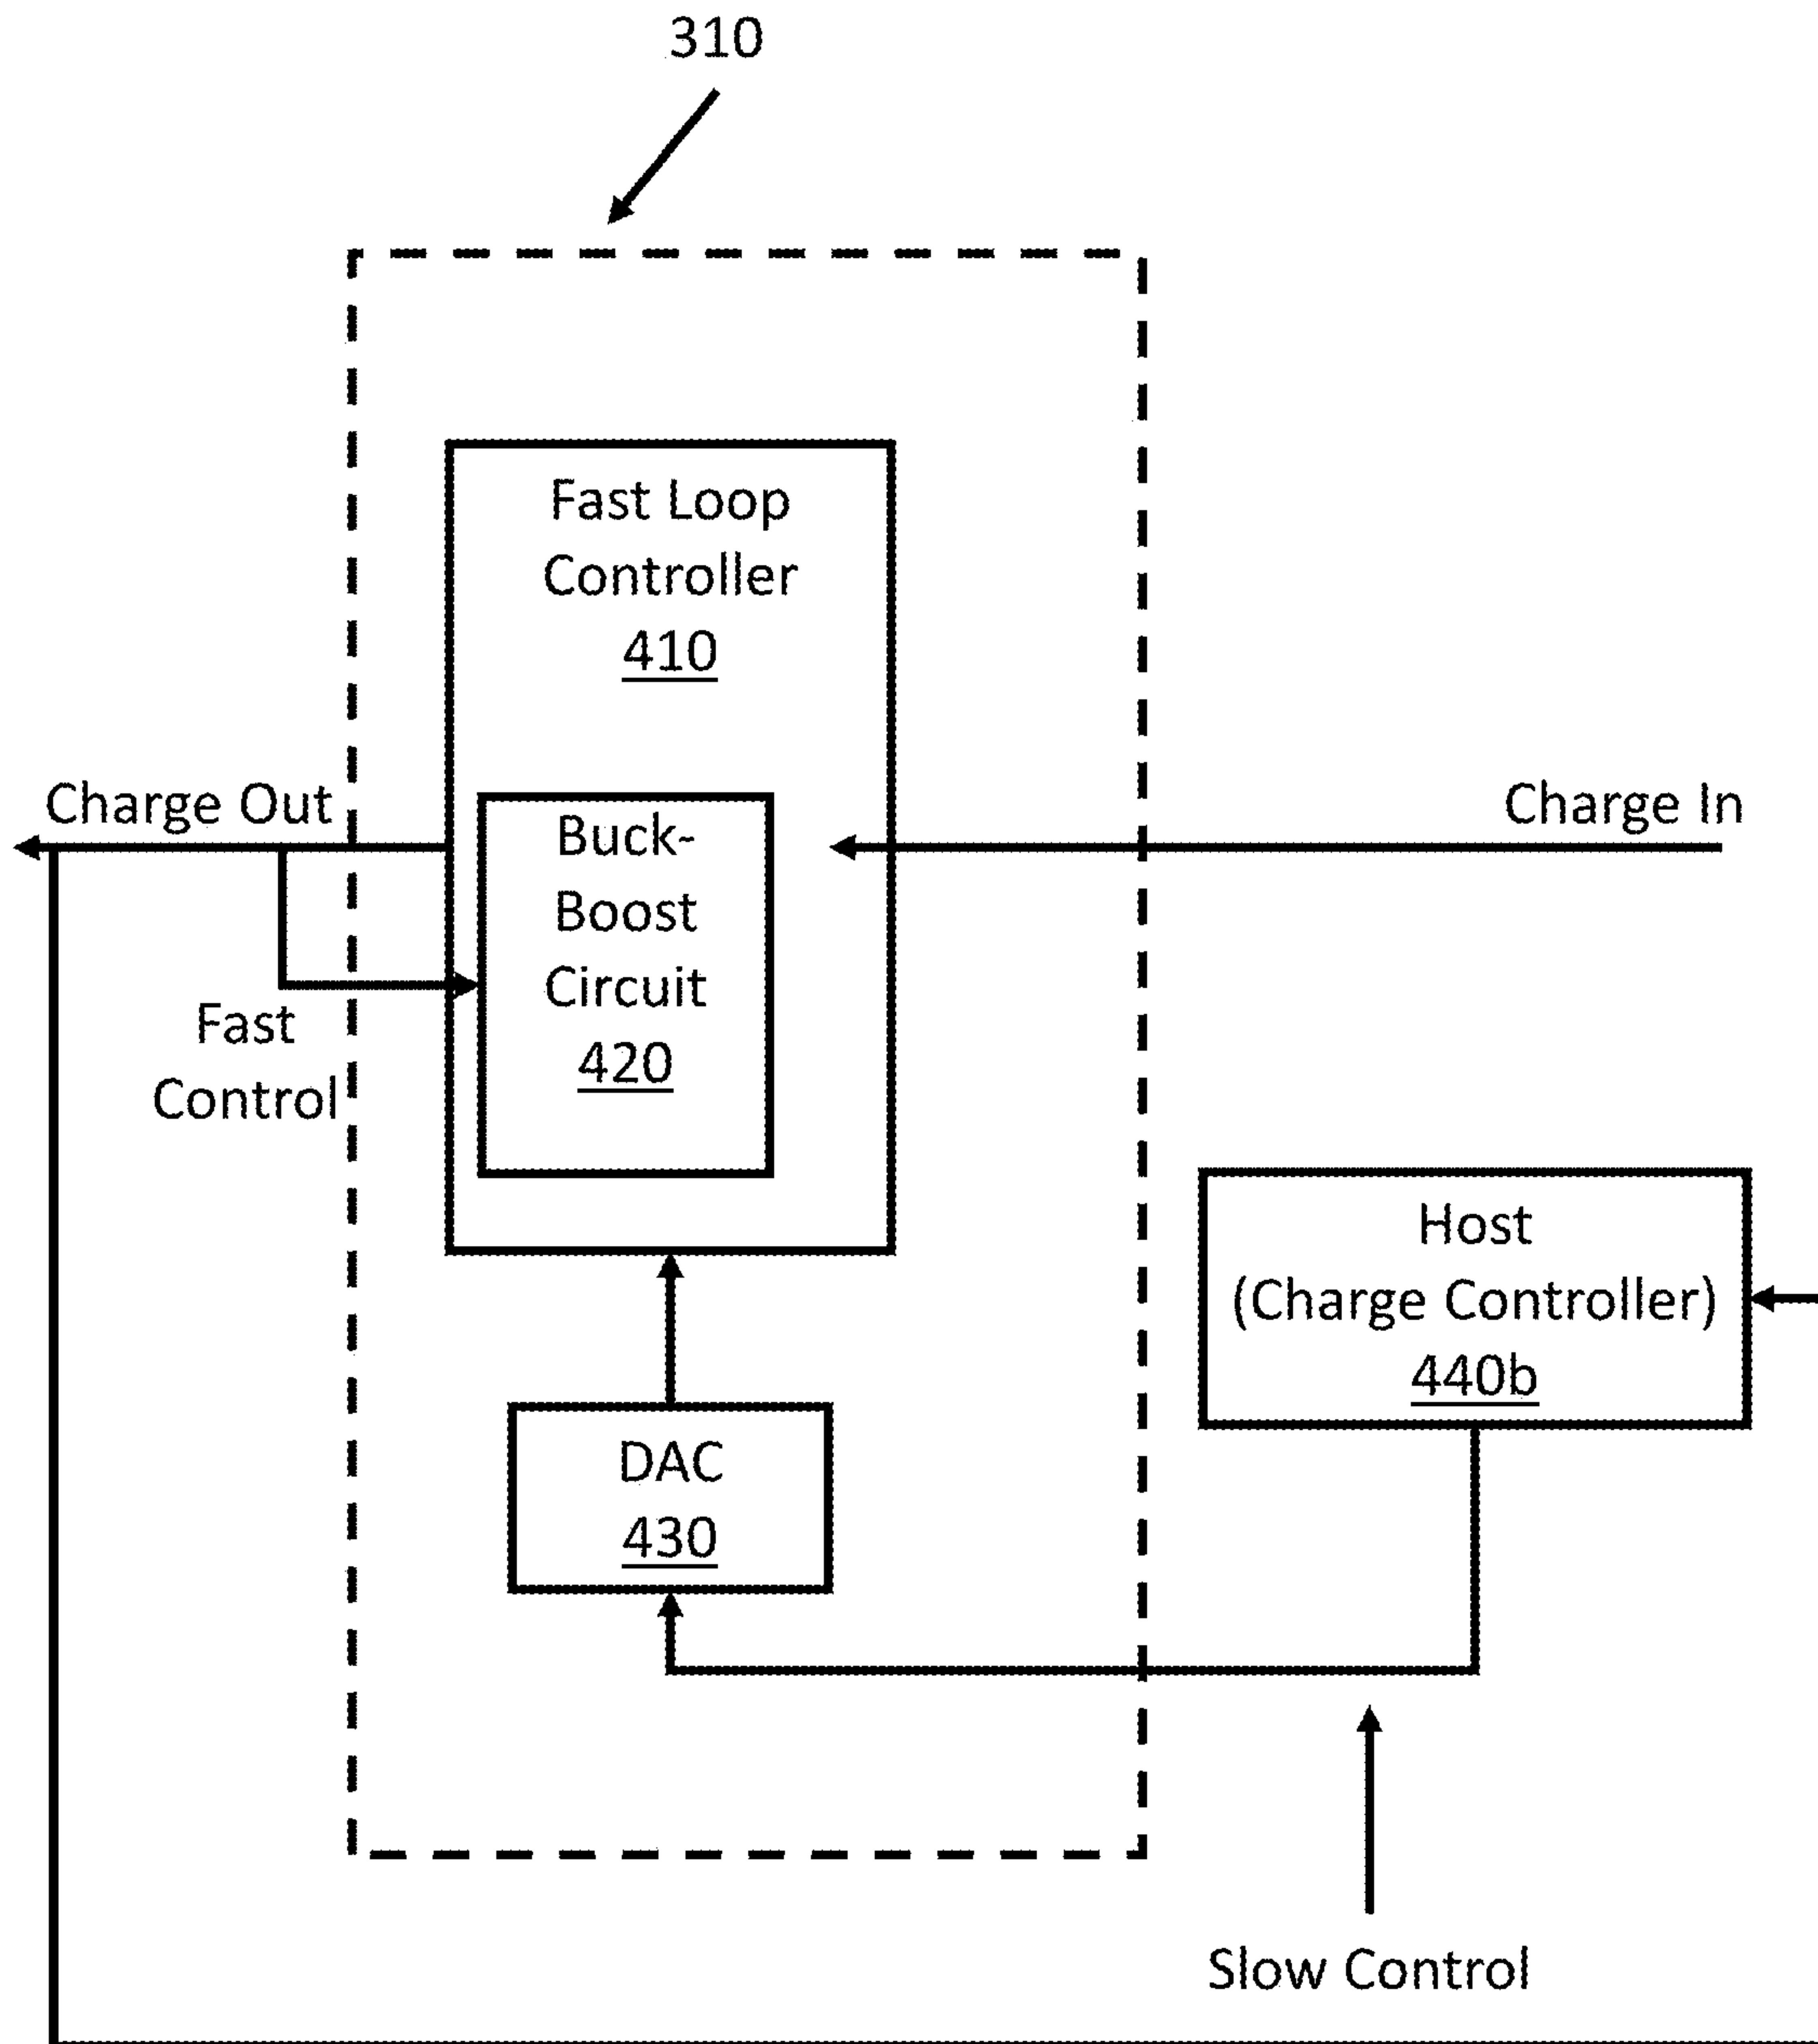 310
Fast Loop
Controller
410
Charge Out
Charge In
Buck-
Boost
Circuit
420
Fast
Control
Host
(Charge Controller)
440b
DAC
430
Slow Control